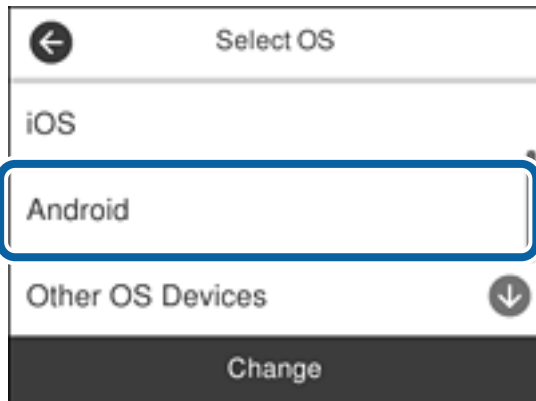 Select OS
iOS
Android
Other OS Devices
Change